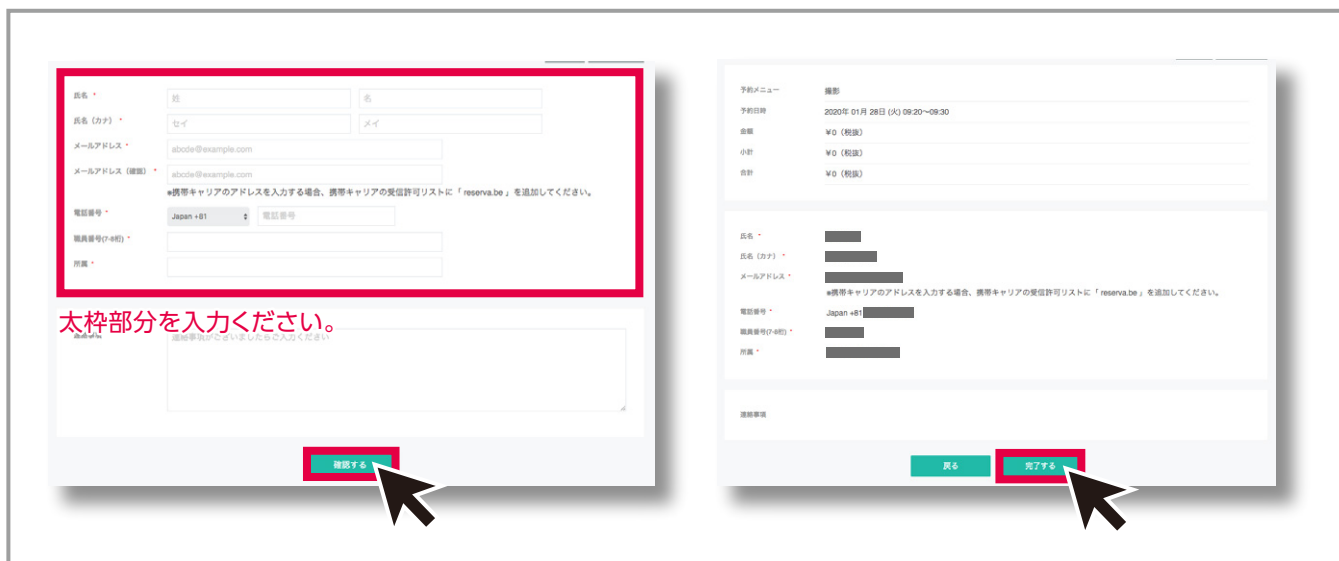 氏名 * 姓 名
氏名（カナ） * セイ メイ
メールアドレス * abcde@example.com
メールアドレス（確認） * abcde@example.com
※携帯キャリアのアドレスを入力する場合、携帯キャリアの受信許可リストに「 reserva.be 」を追加してください。
電話番号 * Japan +81 電話番号
職員番号(7-8桁) *
所属 *
太枠部分を入力ください。
連絡事項がございましたらご入力ください
確認する
予約メニュー 撮影
予約日時 2020年 01月 28日 (火) 09:20〜09:30
金額 ￥0（税抜）
小計 ￥0（税抜）
合計 ￥0（税抜）
氏名 *
氏名（カナ） *
メールアドレス *
※携帯キャリアのアドレスを入力する場合、携帯キャリアの受信許可リストに「 reserva.be 」を追加してください。
電話番号 * Japan +81
職員番号(7-8桁) *
所属 *
連絡事項
戻る 完了する